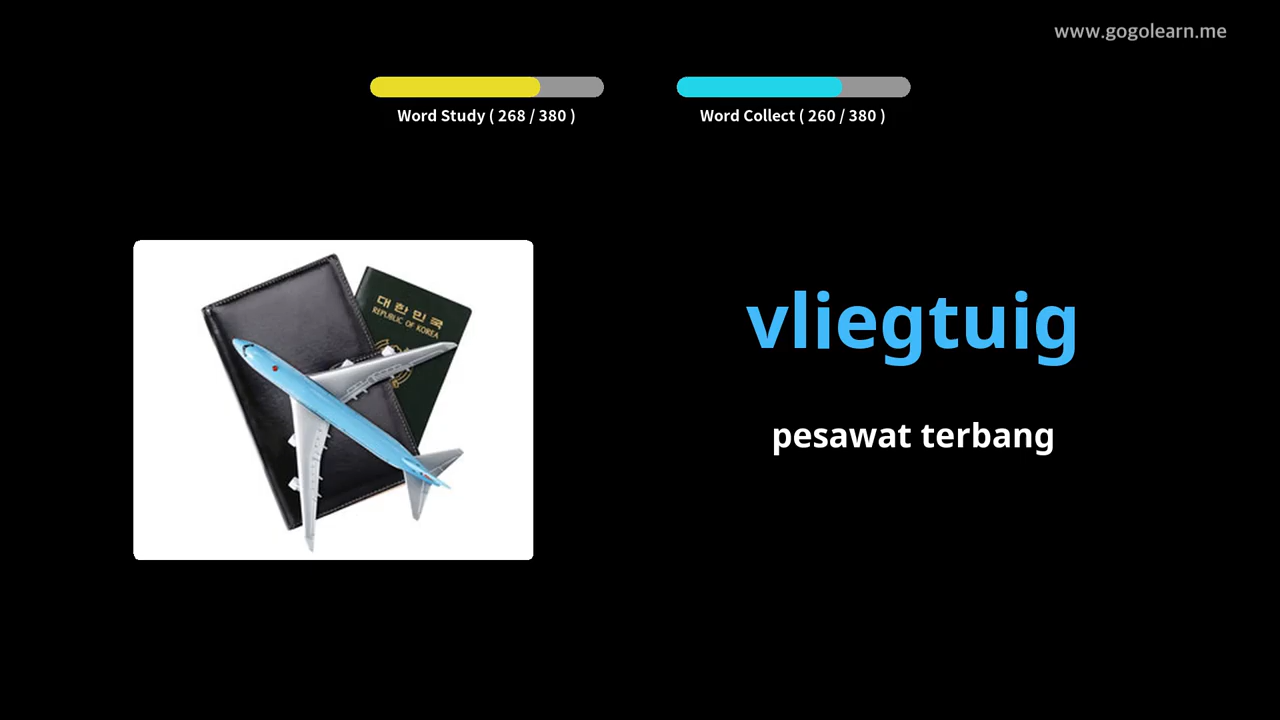 www.gogolearn.me
Word Study ( 268 / 380 )
Word Collect ( 260 / 380 )
대한민국
REPUBLIC OF KOREA
vliegtuig
pesawat terbang